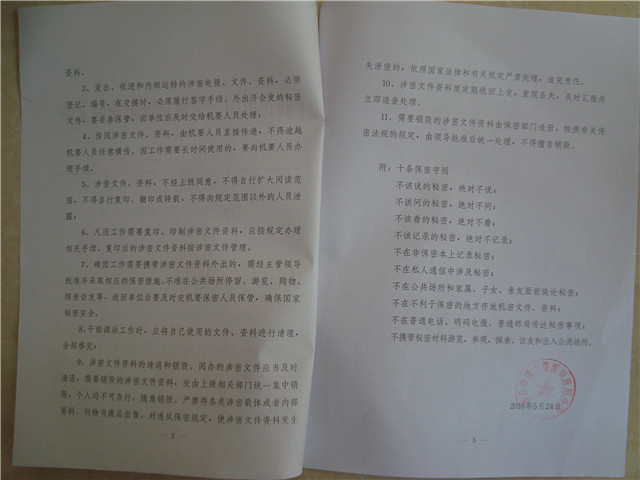 资料。
3、发出、收进和内部运转的涉密电报、文件、资料，必须
登记、编号，在交接时，必须履行签字手续。外出开会发的秘密
文件，要妥善保管，回单位后及时交给机要人员处理；
4、传阅涉密文件、资料，由机要人员直接传递，不得逾越
机要人员任意横传。因工作需要长时间使用的，要向机要人员办
理手续。
5、涉密文件、资料，不经上级同意，不得自行扩大阅读范
围，不得自行复印、翻印或转载，不得向规定范围以外的人员泄
露；
6、凡因工作需要复印、印制涉密文件资料，应按规定办理
相关手续。复印后的涉密文件资料按涉密文件管理。
7、确因工作需要携带涉密文件资料外出的，需经主管领导
批准并采取相应的保密措施。不准在公共场所停留、游览、购物、
探亲访友等，返回单位后要及时交机要保密人员保管，确保国家
秘密安全。
8、干部调动工作时，应将自己使用的文件、资料进行清理，
全部移交；
9、涉密文件资料的清退和销毁。阅办的涉密文件应当及时
清退，需要销毁的涉密文件资料，交由上级相关部门统一集中销
毁，个人均不可自行、随意销毁。严禁将各类涉密载体或者内部
资料、刊物当废品出售。对违反保密规定，使涉密文件资料发生
— 2 —
失泄密的，依照国家法律和有关规定严肃处理，追究责任。
10、涉密文件资料须定期收回上交，发现丢失，及时汇报并
立即追查处理。
11、需要销毁的涉密文件资料由保密部门造册，按照有关保
密法规的规定，由领导批准后统一处理，不得擅自销毁。
附：十条保密守则
不该说的秘密，绝对不说；
不该问的秘密，绝对不问；
不该看的秘密，绝对不看；
不该记录的秘密，绝对不记录；
不在非保密本上记录秘密；
不在私人通信中涉及秘密；
不在公共场所和家属、子女、亲友面前谈论秘密；
不在不利于保密的地方存放机密文件、资料；
不在普通电话、明码电报、普通邮局传达秘密事项；
不携带秘密材料游览、参观、探亲、访友和出入公共场所。
2016年5月24日
— 3 —